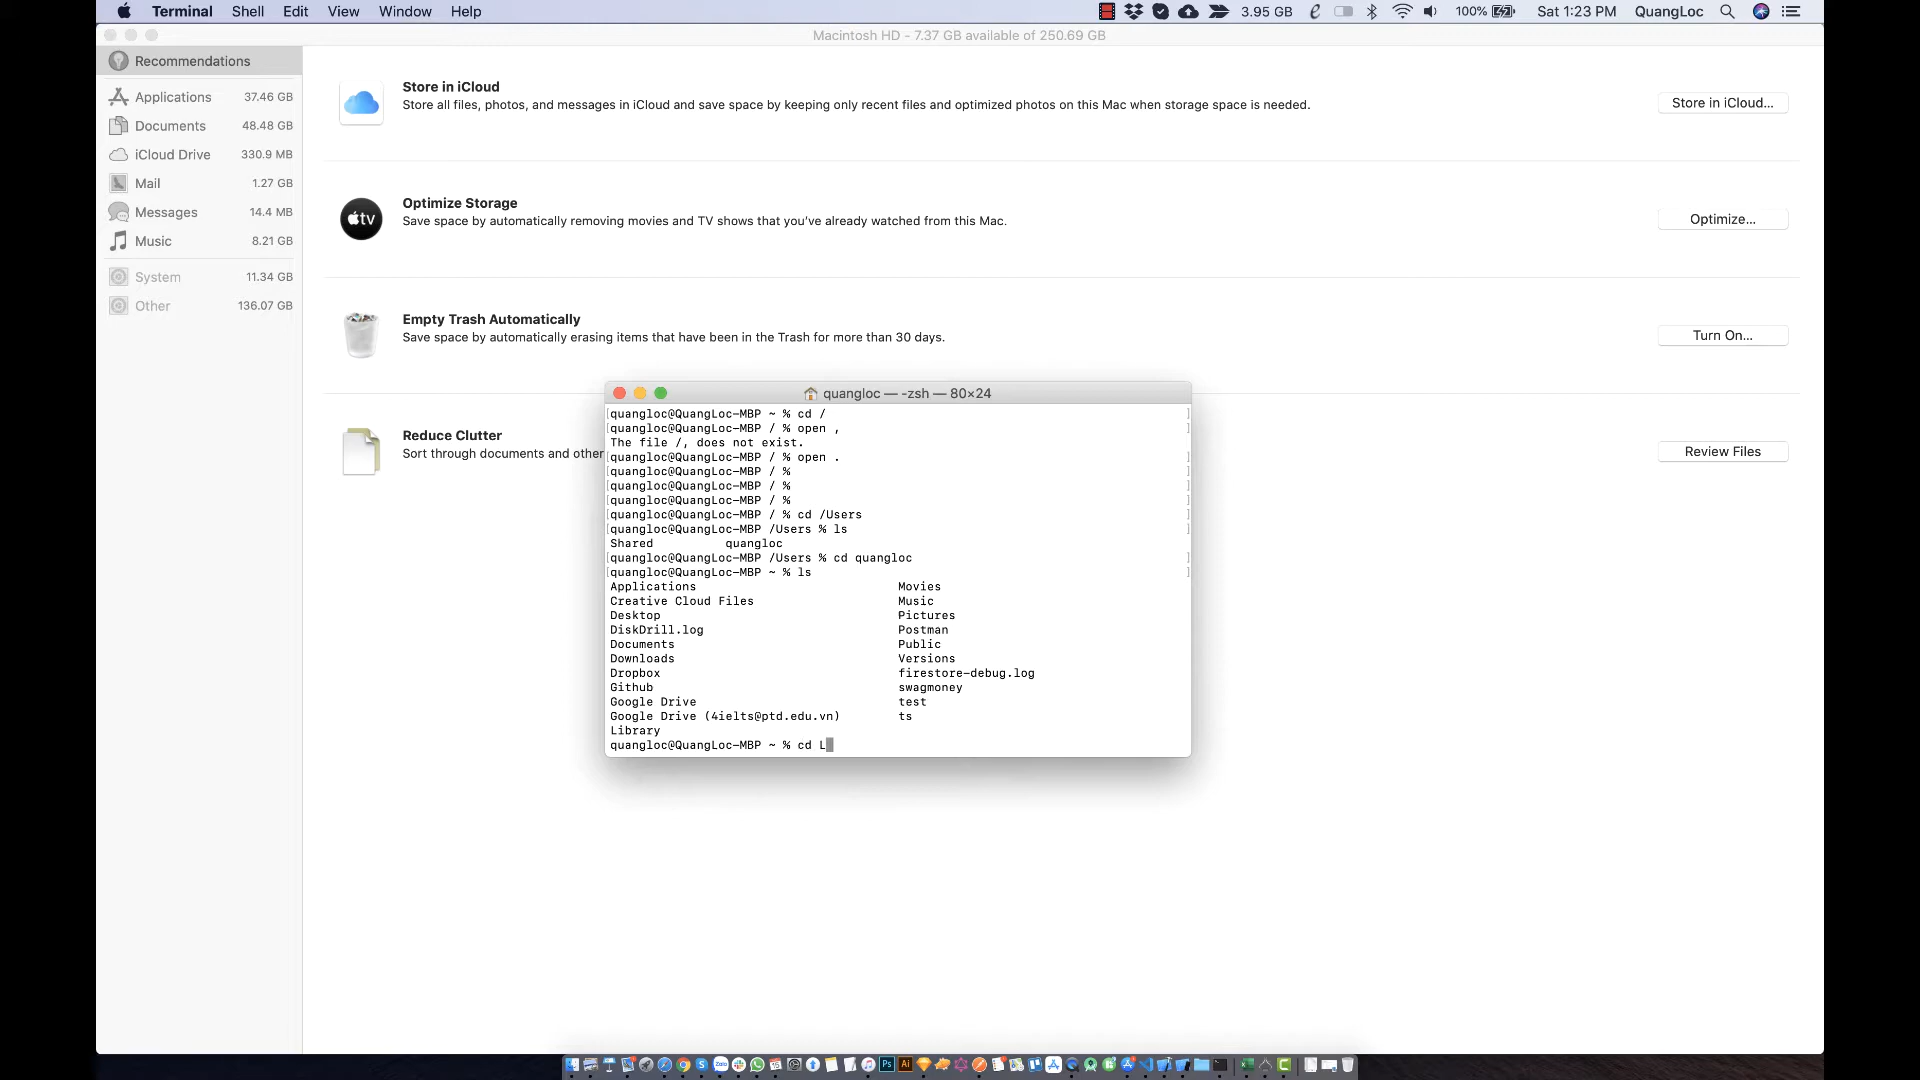 Terminal Shell Edit View Window Help 3.95 GB 100% Sat 1:23 PM QuangLoc
Macintosh HD - 7.37 GB available of 250.69 GB
Recommendations
Applications 37.46 GB
Documents 48.48 GB
iCloud Drive 330.9 MB
Mail 1.27 GB
Messages 14.4 MB
Music 8.21 GB
System 11.34 GB
Other 136.07 GB
Store in iCloud
Store all files, photos, and messages in iCloud and save space by keeping only recent files and optimized photos on this Mac when storage space is needed.
Store in iCloud...
tv
Optimize Storage
Save space by automatically removing movies and TV shows that you've already watched from this Mac.
Optimize...
Empty Trash Automatically
Save space by automatically erasing items that have been in the Trash for more than 30 days.
Turn On...
Reduce Clutter
Sort through documents and other
Review Files
quangloc — -zsh — 80×24
[quangloc@QuangLoc-MBP ~ % cd / ]
[quangloc@QuangLoc-MBP / % open , ]
The file /, does not exist.
[quangloc@QuangLoc-MBP / % open . ]
[quangloc@QuangLoc-MBP / % ]
[quangloc@QuangLoc-MBP / % ]
[quangloc@QuangLoc-MBP / % ]
[quangloc@QuangLoc-MBP / % cd /Users ]
[quangloc@QuangLoc-MBP /Users % ls ]
Shared quangloc
[quangloc@QuangLoc-MBP /Users % cd quangloc ]
[quangloc@QuangLoc-MBP ~ % ls ]
Applications Movies
Creative Cloud Files Music
Desktop Pictures
DiskDrill.log Postman
Documents Public
Downloads Versions
Dropbox firestore-debug.log
Github swagmoney
Google Drive test
Google Drive (4ielts@ptd.edu.vn) ts
Library
quangloc@QuangLoc-MBP ~ % cd L
Zalo Ps Ai